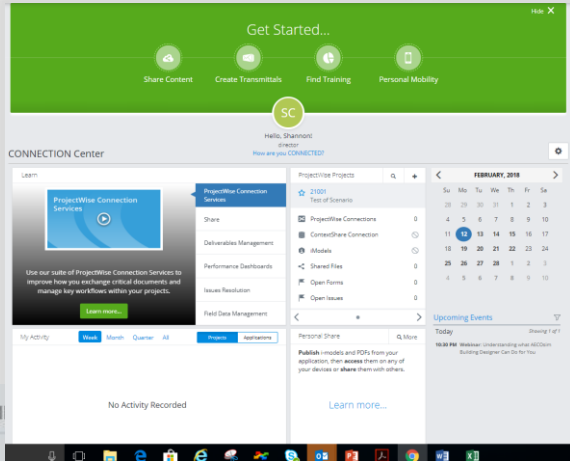 Hide X
Get Started...
Share Content
Create Transmittals
Find Training
Personal Mobility
SC
Hello, Shannon!
director
How are you CONNECTED?
CONNECTION Center
Learn
ProjectWise Connection
Services
Use our suite of ProjectWise Connection Services to
improve how you exchange critical documents and
manage key workflows within your projects.
Learn more...
ProjectWise Connection
Services
Share
Deliverables Management
Performance Dashboards
Issues Resolution
Field Data Management
ProjectWise Projects
21001
Test of Scenario
ProjectWise Connections 0
ContextShare Connection
iModels
Shared Files 0
Open Forms 0
Open Issues 0
FEBRUARY, 2018
Su Mo Tu We Th Fr Sa
28 29 30 31 1 2 3
4 5 6 7 8 9 10
11 12 13 14 15 16 17
18 19 20 21 22 23 24
25 26 27 28 1 2 3
4 5 6 7 8 9 10
Upcoming Events
Today Showing 1 of 1
10:30 PM Webinar: Understanding what AECOsim
Building Designer Can Do for You
My Activity
Week Month Quarter All
Projects Applications
No Activity Recorded
Personal Share
More
Publish i-models and PDFs from your
application, then access them on any of
your devices or share them with others.
Learn more...